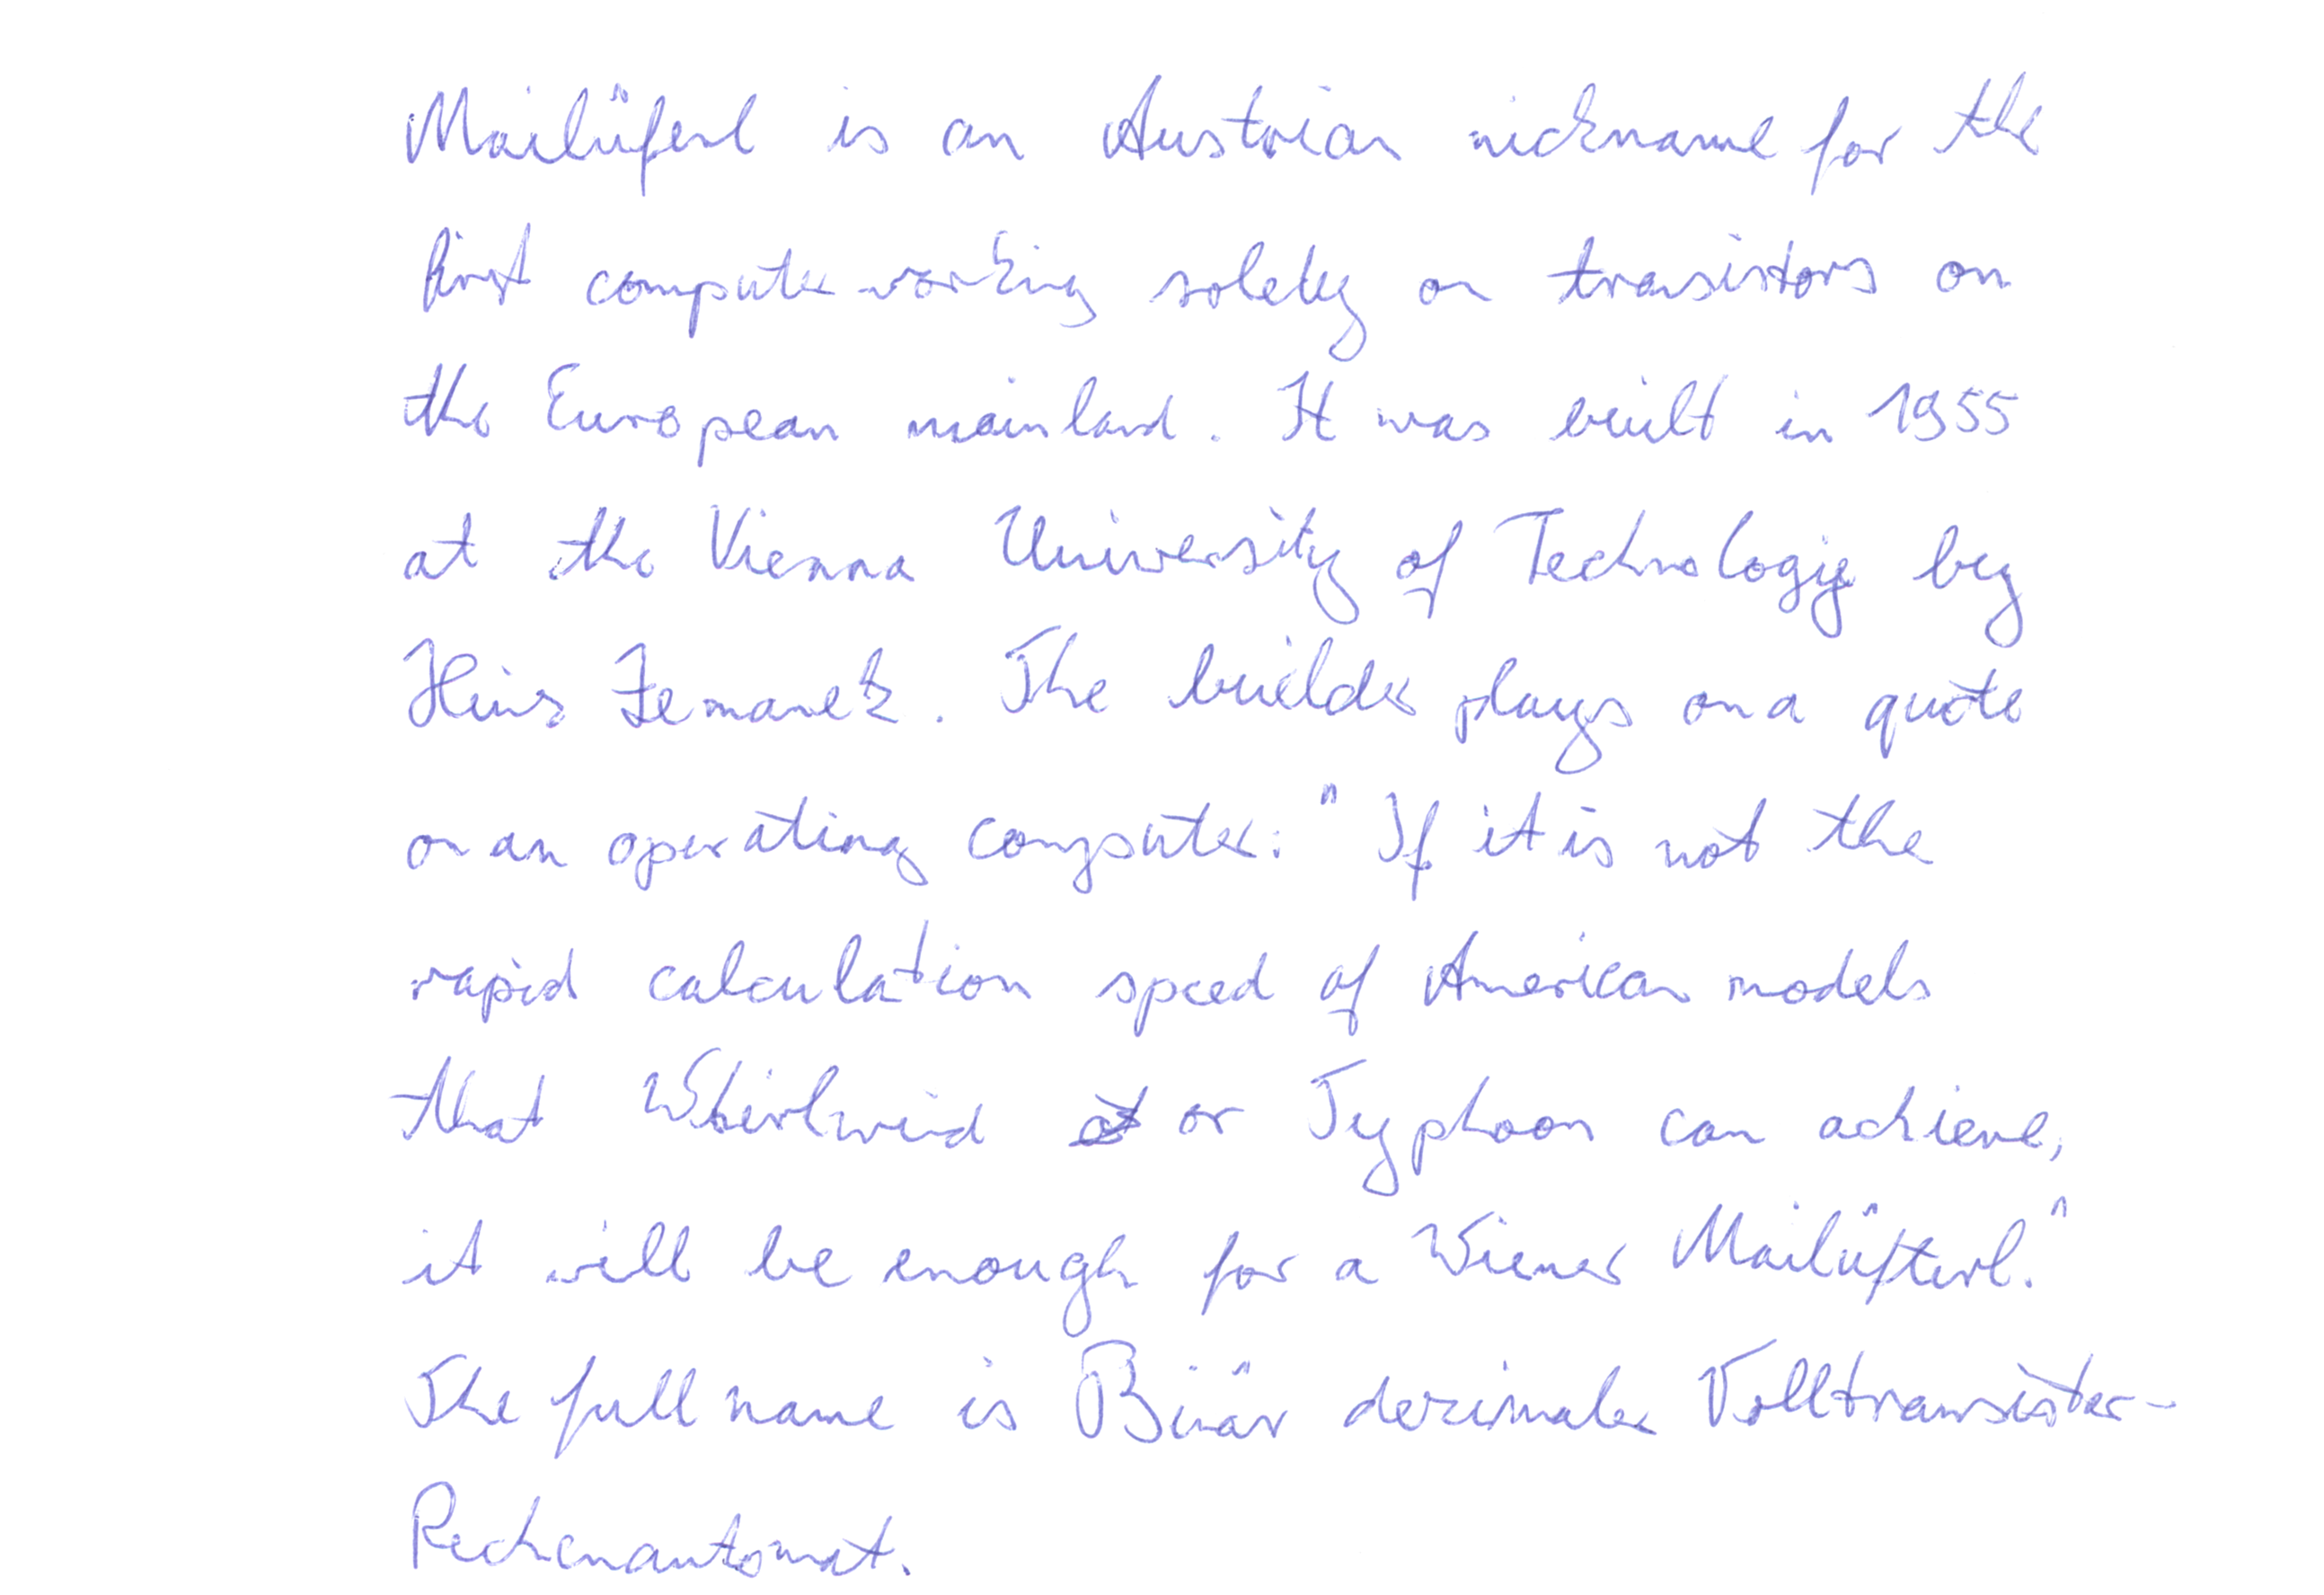 Mailüferl is an Austrian nickname for the
first computer working solely on transistors on
the European mainland. It was built in 1955
at the Vienna University of Technology by
Heinz Zemanek. The builder plays on a quote
on an operating computer: "If it is not the
rapid calculation speed of American models
that Whirlwind or Typhoon can achieve,
it will be enough for a Wiener Mailüfterl."
The full name is Binär dezimaler Volltransistor-
Rechenautomat.